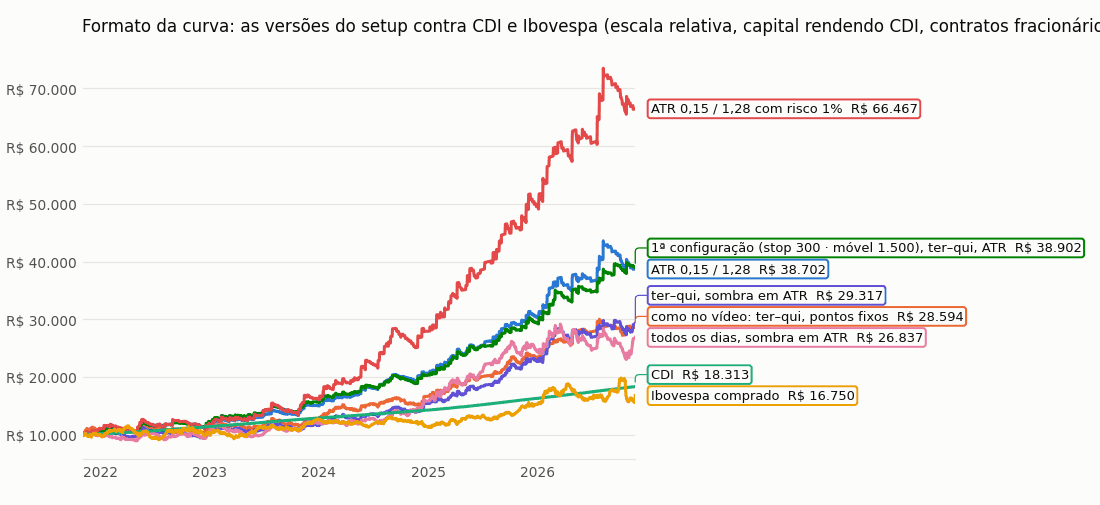 Formato da curva: as versões do setup contra CDI e Ibovespa (escala relativa, capital rendendo CDI, contratos fracionário
R$ 70.000
R$ 60.000
R$ 50.000
R$ 40.000
R$ 30.000
R$ 20.000
R$ 10.000
ATR 0,15 / 1,28 com risco 1% R$ 66.467
1ª configuração (stop 300 · móvel 1.500), ter–qui, ATR R$ 38.902
ATR 0,15 / 1,28 R$ 38.702
ter–qui, sombra em ATR R$ 29.317
como no vídeo: ter–qui, pontos fixos R$ 28.594
todos os dias, sombra em ATR R$ 26.837
CDI R$ 18.313
Ibovespa comprado R$ 16.750
2022 2023 2024 2025 2026